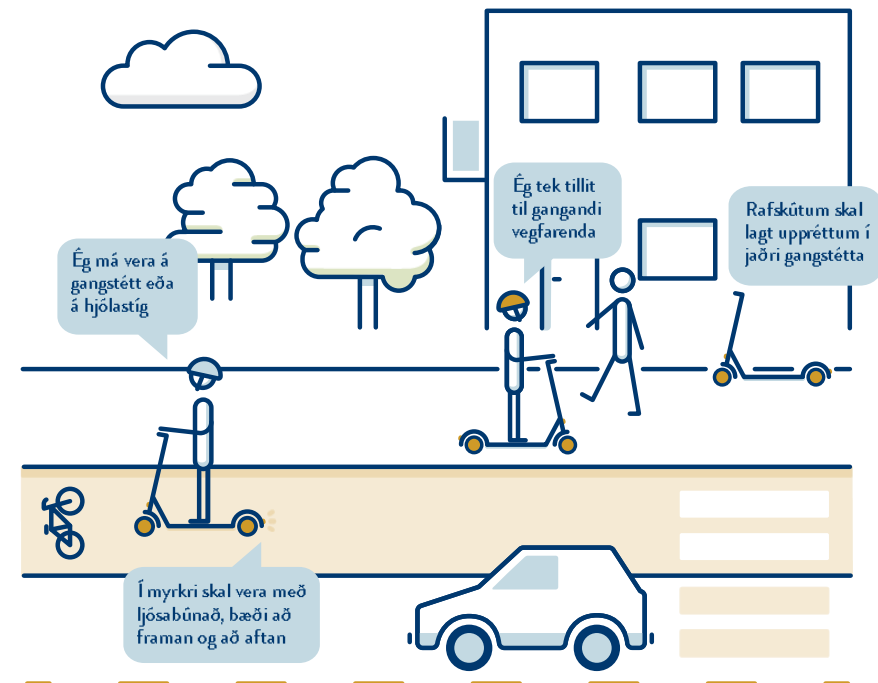 Ég tek tillit
til gangandi
vegfarenda
Rafskútum skal
lagt uppréttum í
jaðri gangstétta
Ég má vera á
gangstétt eða
á hjólastíg
Í myrkri skal vera með
ljósabúnað, bæði að
framan og að aftan